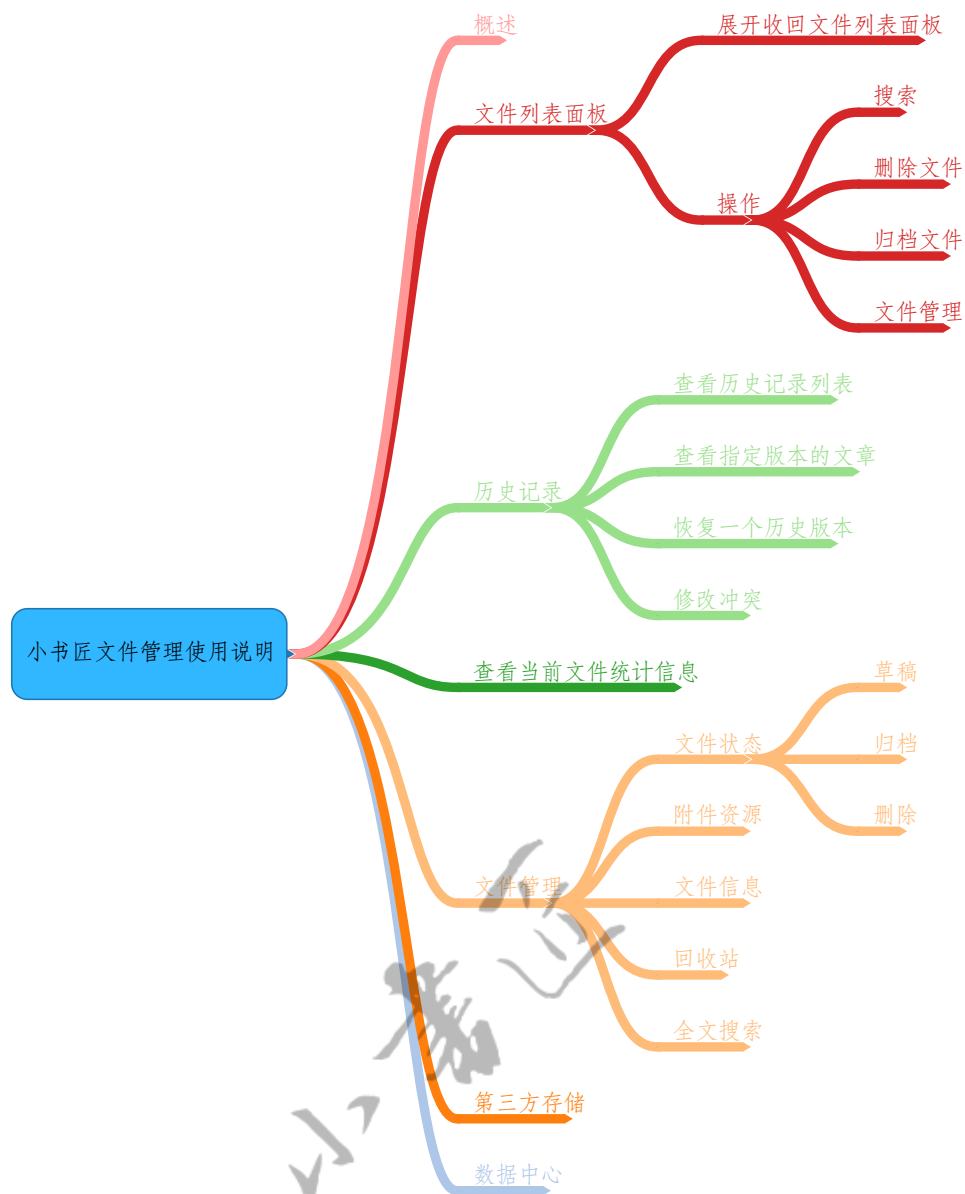 小书匠文件管理使用说明
概述
文件列表面板
展开收回文件列表面板
操作
搜索
删除文件
归档文件
文件管理
历史记录
查看历史记录列表
查看指定版本的文章
恢复一个历史版本
修改冲突
查看当前文件统计信息
文件管理
文件状态
草稿
归档
删除
附件资源
文件信息
回收站
全文搜索
第三方存储
数据中心
小書匠